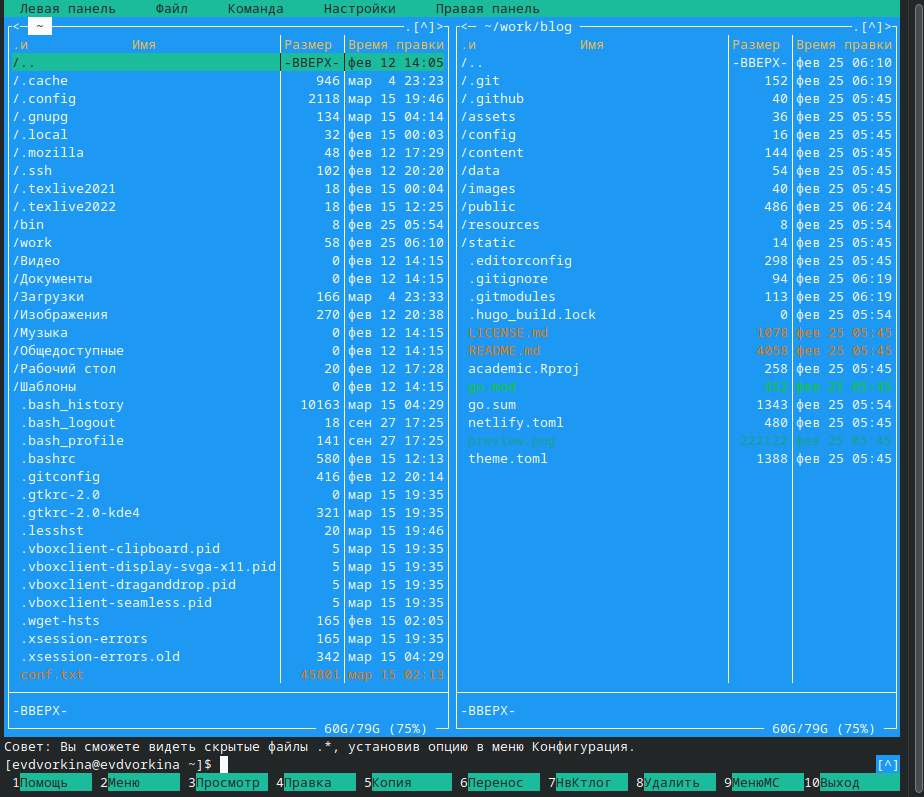 Левая панель Файл Команда Настройки Правая панель
<─ ~ .[^]>
.и Имя Размер Время правки
/.. -ВВЕРХ- фев 12 14:05
/.cache 946 мар 4 23:23
/.config 2118 мар 15 19:46
/.gnupg 134 мар 15 04:14
/.local 32 фев 15 00:03
/.mozilla 48 фев 12 17:29
/.ssh 102 фев 12 20:20
/.texlive2021 18 фев 15 00:04
/.texlive2022 18 фев 15 12:25
/bin 8 фев 25 05:54
/work 58 фев 25 06:10
/Видео 0 фев 12 14:15
/Документы 0 фев 12 14:15
/Загрузки 166 мар 4 23:33
/Изображения 270 фев 12 20:38
/Музыка 0 фев 12 14:15
/Общедоступные 0 фев 12 14:15
/Рабочий стол 20 фев 12 17:28
/Шаблоны 0 фев 12 14:15
.bash_history 10163 мар 15 04:29
.bash_logout 18 сен 27 17:25
.bash_profile 141 сен 27 17:25
.bashrc 580 фев 15 12:13
.gitconfig 416 фев 12 20:14
.gtkrc-2.0 0 мар 15 19:35
.gtkrc-2.0-kde4 321 мар 15 19:35
.lesshst 20 мар 15 19:46
.vboxclient-clipboard.pid 5 мар 15 19:35
.vboxclient-display-svga-x11.pid 5 мар 15 19:35
.vboxclient-draganddrop.pid 5 мар 15 19:35
.vboxclient-seamless.pid 5 мар 15 19:35
.wget-hsts 165 фев 15 02:05
.xsession-errors 165 мар 15 19:35
.xsession-errors.old 342 мар 15 04:29
conf.txt 45801 мар 15 02:13
-ВВЕРХ-
60G/79G (75%)
<─ ~/work/blog .[^]>
.и Имя Размер Время правки
/.. -ВВЕРХ- фев 25 06:10
/.git 152 фев 25 06:19
/.github 40 фев 25 05:45
/assets 36 фев 25 05:55
/config 16 фев 25 05:45
/content 144 фев 25 05:45
/data 54 фев 25 05:45
/images 40 фев 25 05:45
/public 486 фев 25 06:24
/resources 8 фев 25 05:54
/static 14 фев 25 05:45
.editorconfig 298 фев 25 05:45
.gitignore 94 фев 25 06:19
.gitmodules 113 фев 25 06:19
.hugo_build.lock 0 фев 25 05:54
LICENSE.md 1078 фев 25 05:45
README.md 4058 фев 25 05:45
academic.Rproj 258 фев 25 05:45
go.mod фев 25 05:45
go.sum 1343 фев 25 05:54
netlify.toml 480 фев 25 05:45
preview.png 222122 фев 25 05:45
theme.toml 1388 фев 25 05:45
-ВВЕРХ-
60G/79G (75%)
Совет: Вы сможете видеть скрытые файлы .*, установив опцию в меню Конфигурация.
[evdvorkina@evdvorkina ~]$ [^]
1Помощь 2Меню 3Просмотр 4Правка 5Копия 6Перенос 7НвКтлог 8Удалить 9МенюMC 10Выход